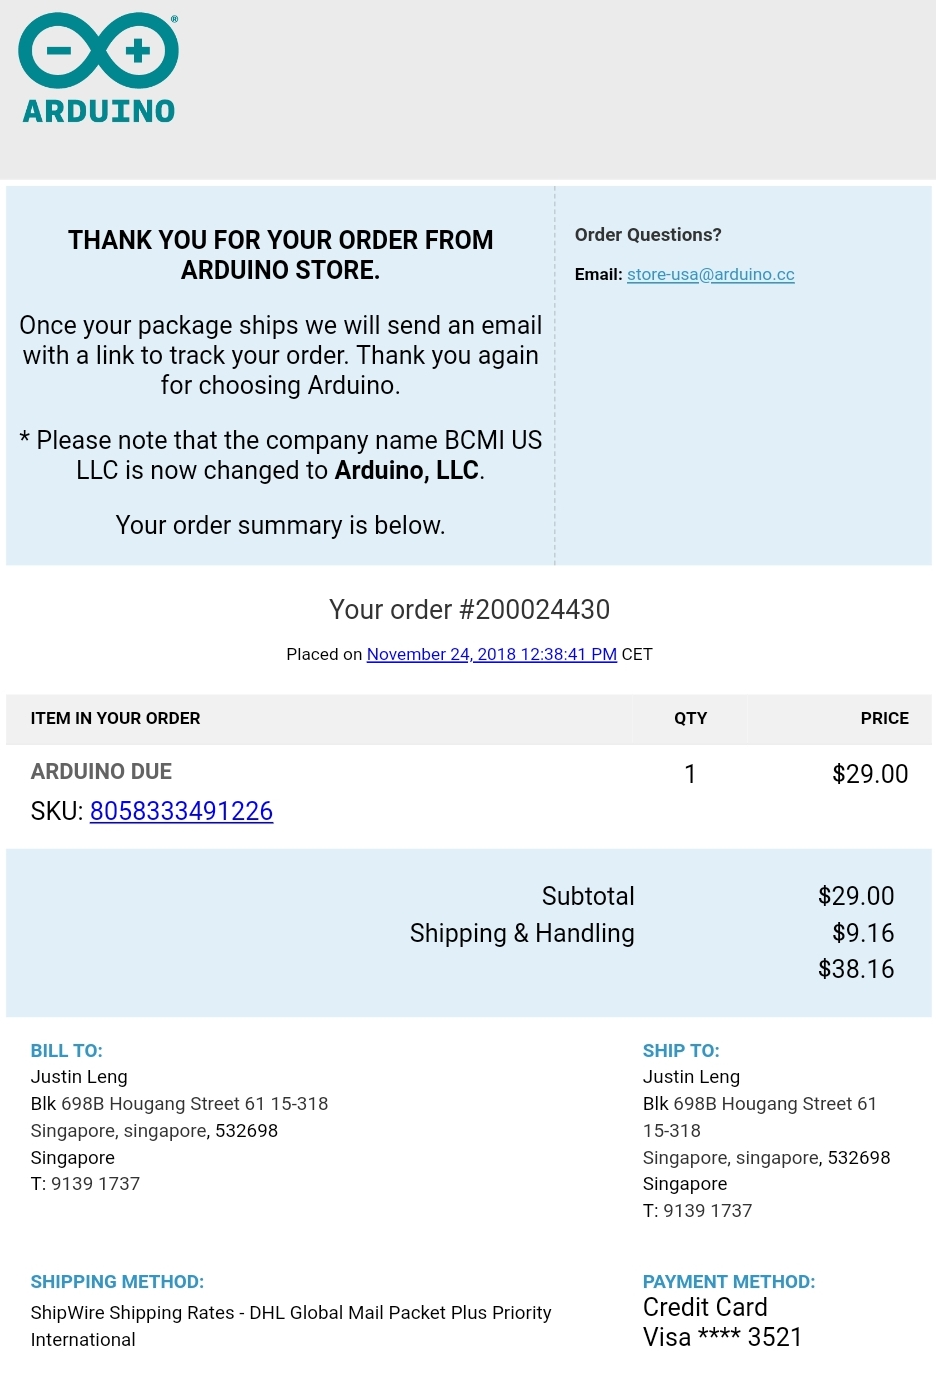 ARDUINO
THANK YOU FOR YOUR ORDER FROM
ARDUINO STORE.
Once your package ships we will send an email
with a link to track your order. Thank you again
for choosing Arduino.
* Please note that the company name BCMI US
LLC is now changed to Arduino, LLC.
Your order summary is below.
Order Questions?
Email: store-usa@arduino.cc
Your order #200024430
Placed on November 24, 2018 12:38:41 PM CET
ITEM IN YOUR ORDER QTY PRICE
ARDUINO DUE 1 $29.00
SKU: 8058333491226
Subtotal $29.00
Shipping & Handling $9.16
$38.16
BILL TO:
Justin Leng
Blk 698B Hougang Street 61 15-318
Singapore, singapore, 532698
Singapore
T: 9139 1737
SHIP TO:
Justin Leng
Blk 698B Hougang Street 61
15-318
Singapore, singapore, 532698
Singapore
T: 9139 1737
SHIPPING METHOD:
ShipWire Shipping Rates - DHL Global Mail Packet Plus Priority
International
PAYMENT METHOD:
Credit Card
Visa **** 3521